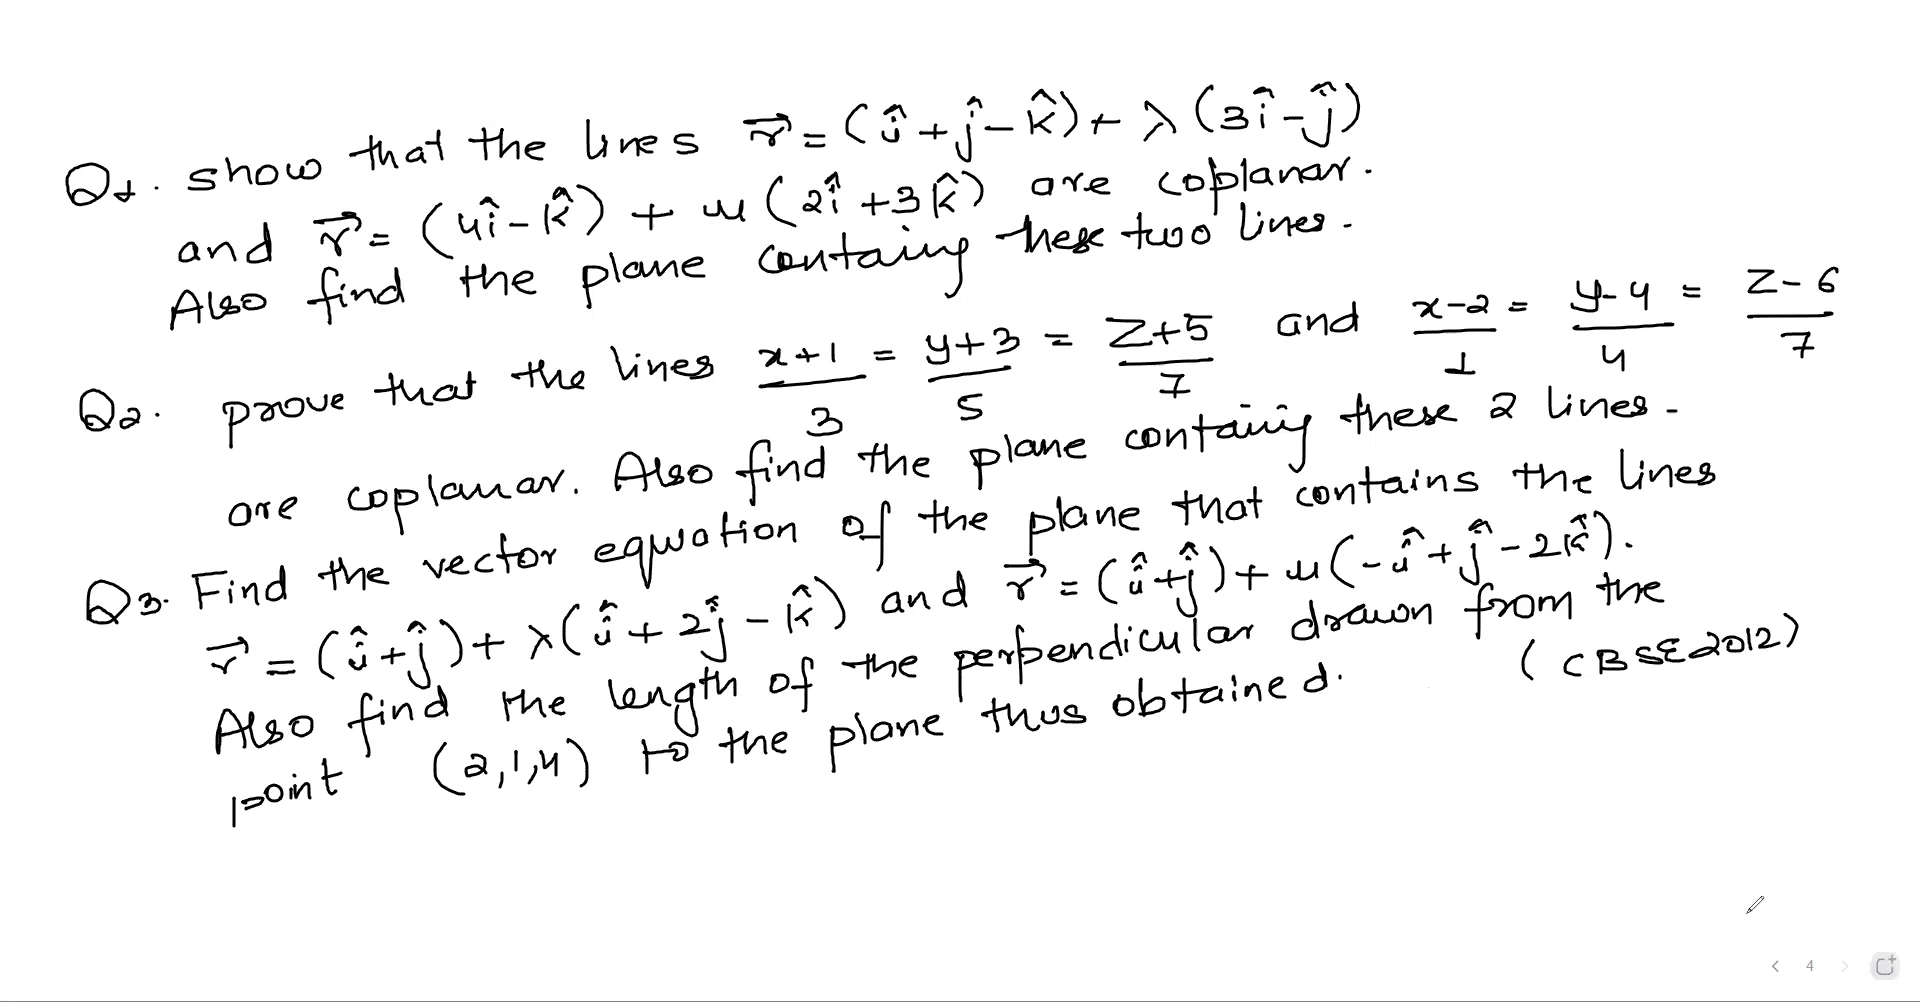 Q1. show that the lines r⃗ = (î + ĵ - k̂) + λ (3î - ĵ)
and r⃗ = (4î - k̂) + μ (2î + 3k̂) are coplanar.
Also find the plane containg these two lines.
Q2. prove that the lines (x+1)/3 = (y+3)/5 = (z+5)/7 and (x-2)/1 = (y-4)/4 = (z-6)/7
are coplanar. Also find the plane containg these 2 lines.
Q3. Find the vector equation of the plane that contains the lines
r⃗ = (î + ĵ) + λ (î + 2ĵ - k̂) and r⃗ = (î + ĵ) + μ (-î + ĵ - 2k̂).
Also find the length of the perpendicular drawn from the
point (2,1,4) to the plane thus obtained. (CBSE 2012)
4